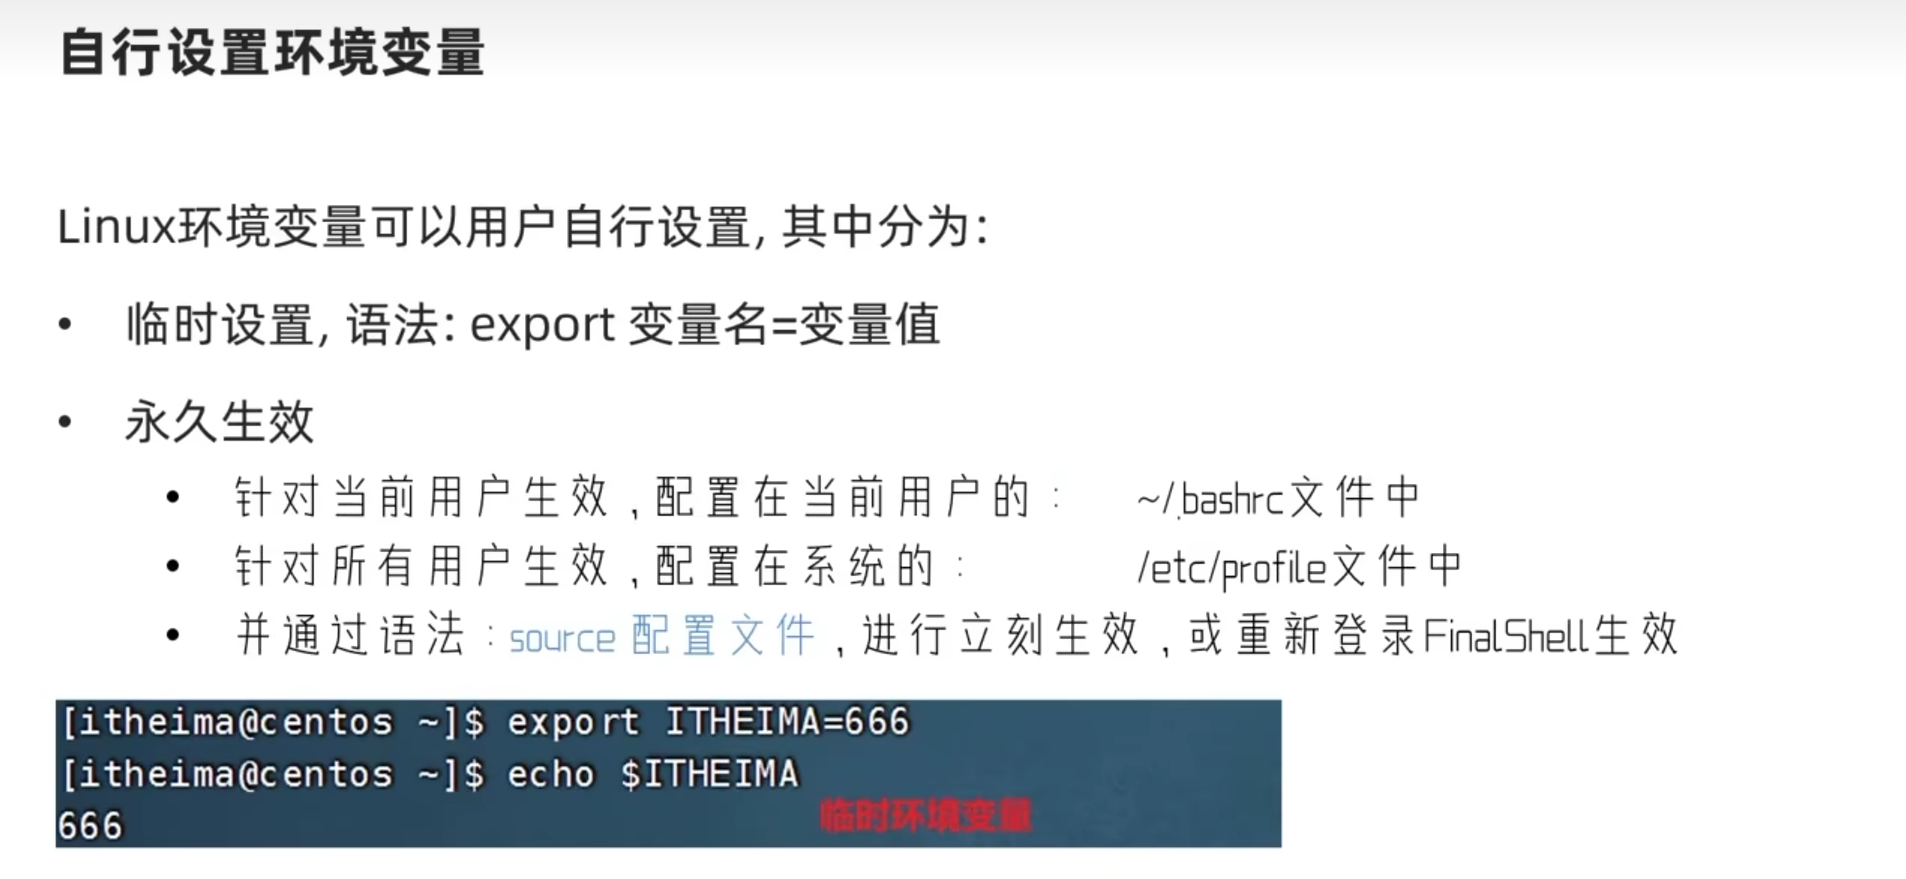 自行设置环境变量
Linux环境变量可以用户自行设置, 其中分为:
• 临时设置, 语法: export 变量名=变量值
• 永久生效
• 针对当前用户生效,配置在当前用户的: ~/.bashrc文件中
• 针对所有用户生效,配置在系统的: /etc/profile文件中
• 并通过语法:source 配置文件,进行立刻生效,或重新登录FinalShell生效
[itheima@centos ~]$ export ITHEIMA=666
[itheima@centos ~]$ echo $ITHEIMA
666
临时环境变量